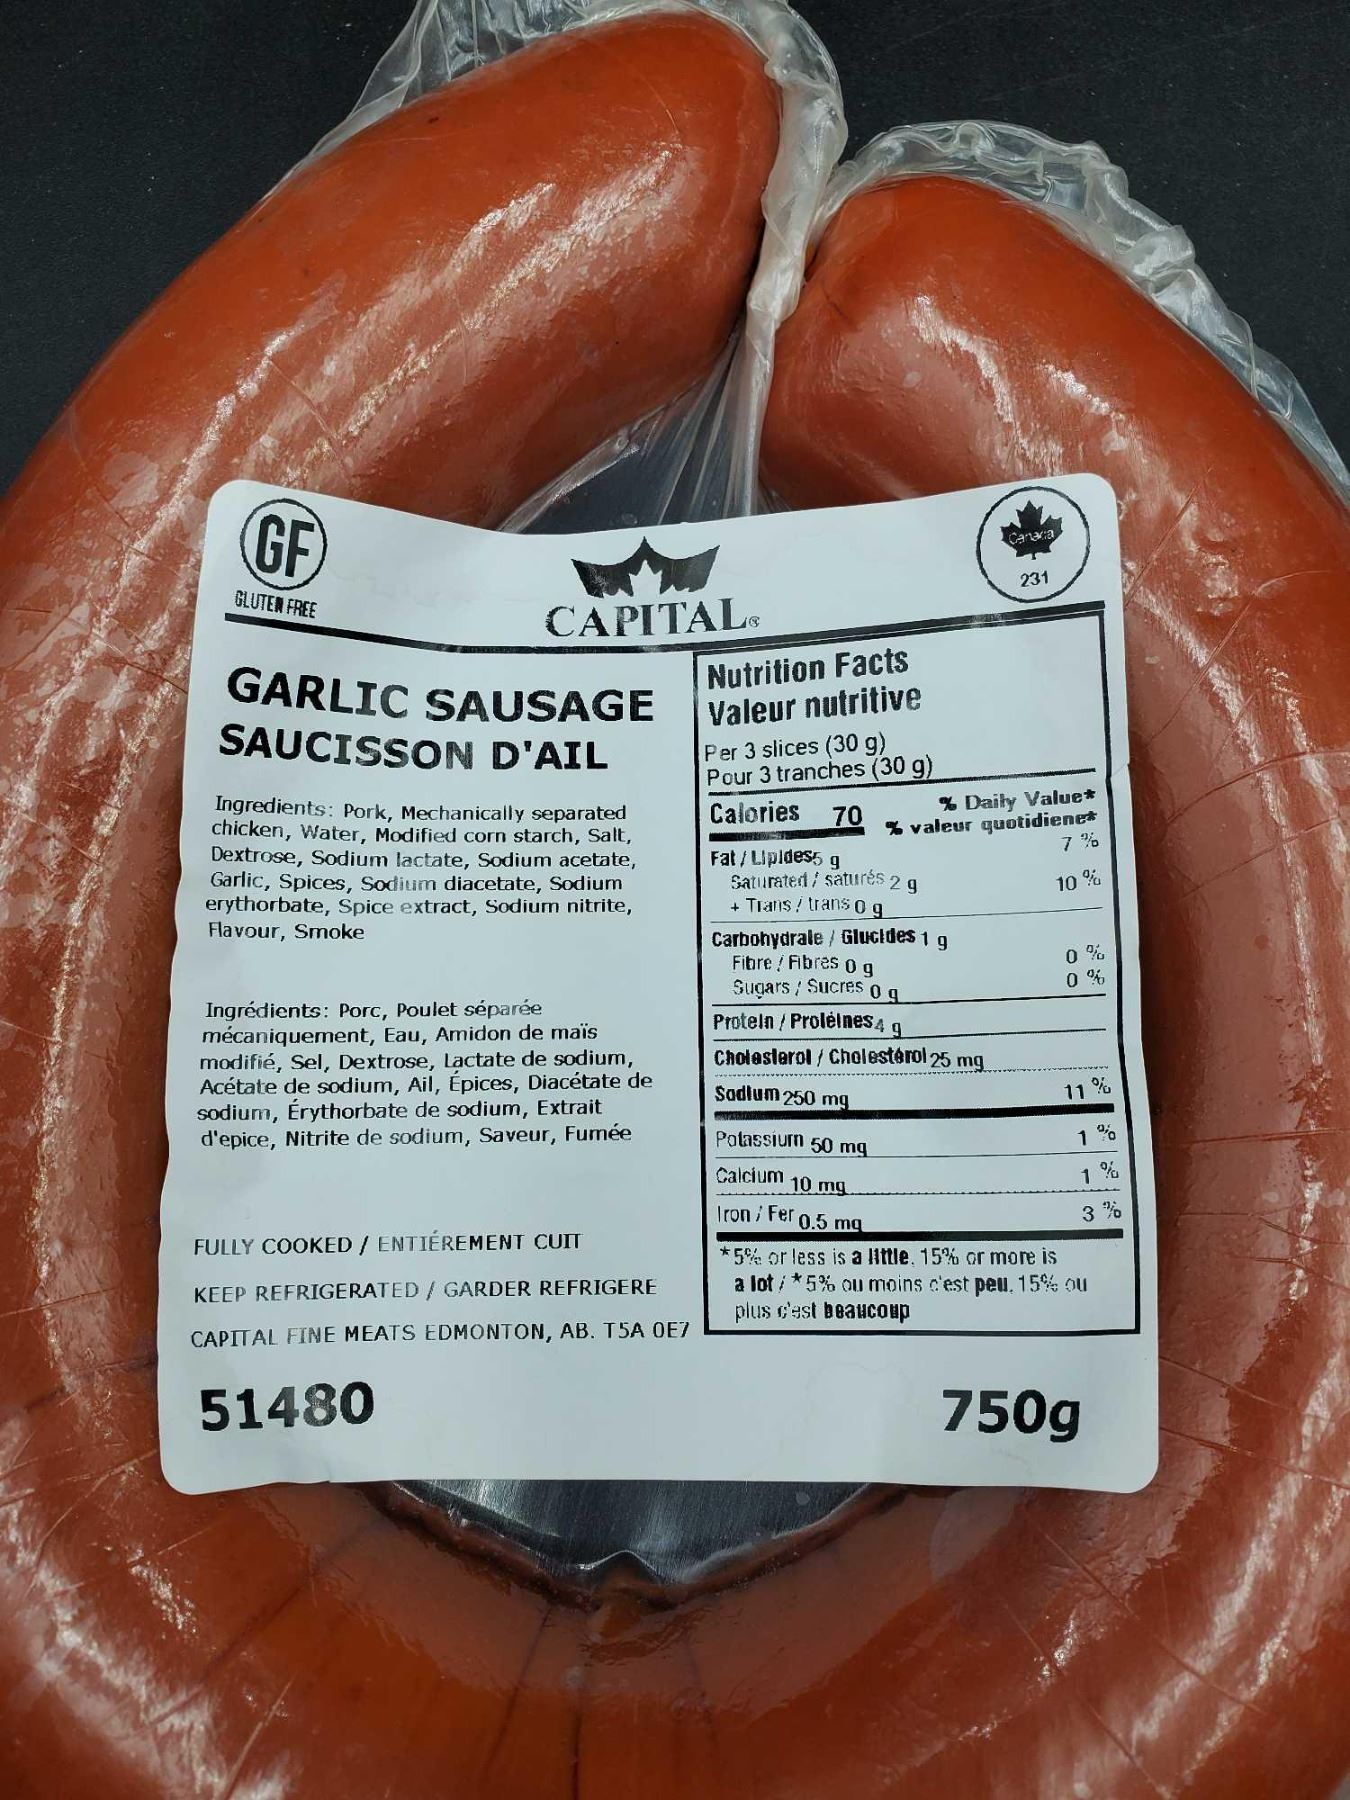 GF
GLUTEN FREE
CAPITAL®
Canada
231
GARLIC SAUSAGE
SAUCISSON D'AIL
Ingredients: Pork, Mechanically separated
chicken, Water, Modified corn starch, Salt,
Dextrose, Sodium lactate, Sodium acetate,
Garlic, Spices, Sodium diacetate, Sodium
erythorbate, Spice extract, Sodium nitrite,
Flavour, Smoke
Ingrédients: Porc, Poulet séparée
mécaniquement, Eau, Amidon de maïs
modifié, Sel, Dextrose, Lactate de sodium,
Acétate de sodium, Ail, Épices, Diacétate de
sodium, Érythorbate de sodium, Extrait
d'epice, Nitrite de sodium, Saveur, Fumée
FULLY COOKED / ENTIÉREMENT CUIT
KEEP REFRIGERATED / GARDER REFRIGERE
CAPITAL FINE MEATS EDMONTON, AB. T5A 0E7
51480
Nutrition Facts
Valeur nutritive
Per 3 slices (30 g)
Pour 3 tranches (30 g)
Calories 70
% Daily Value*
% valeur quotidiene*
Fat / Lipides 5 g 7 %
Saturated / saturés 2 g 10 %
+ Trans / trans 0 g
Carbohydrate / Glucides 1 g
Fibre / Fibres 0 g 0 %
Sugars / Sucres 0 g 0 %
Protein / Protéines 4 g
Cholesterol / Cholestérol 25 mg
Sodium 250 mg 11 %
Potassium 50 mg 1 %
Calcium 10 mg 1 %
Iron / Fer 0.5 mg 3 %
*5% or less is a little, 15% or more is
a lot / *5% ou moins c'est peu, 15% ou
plus c'est beaucoup
750g